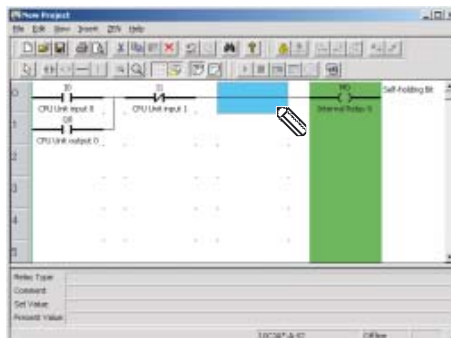 New Project
File Edit View Insert ZEN Help
0
I0
I1
M0
Self-holding Bit
CPU Unit input 0
CPU Unit input 1
Internal Relay 0
1
Q0
CPU Unit output 0
2
3
4
5
Relay Type
Comment
Set Value
Present Value
Offline